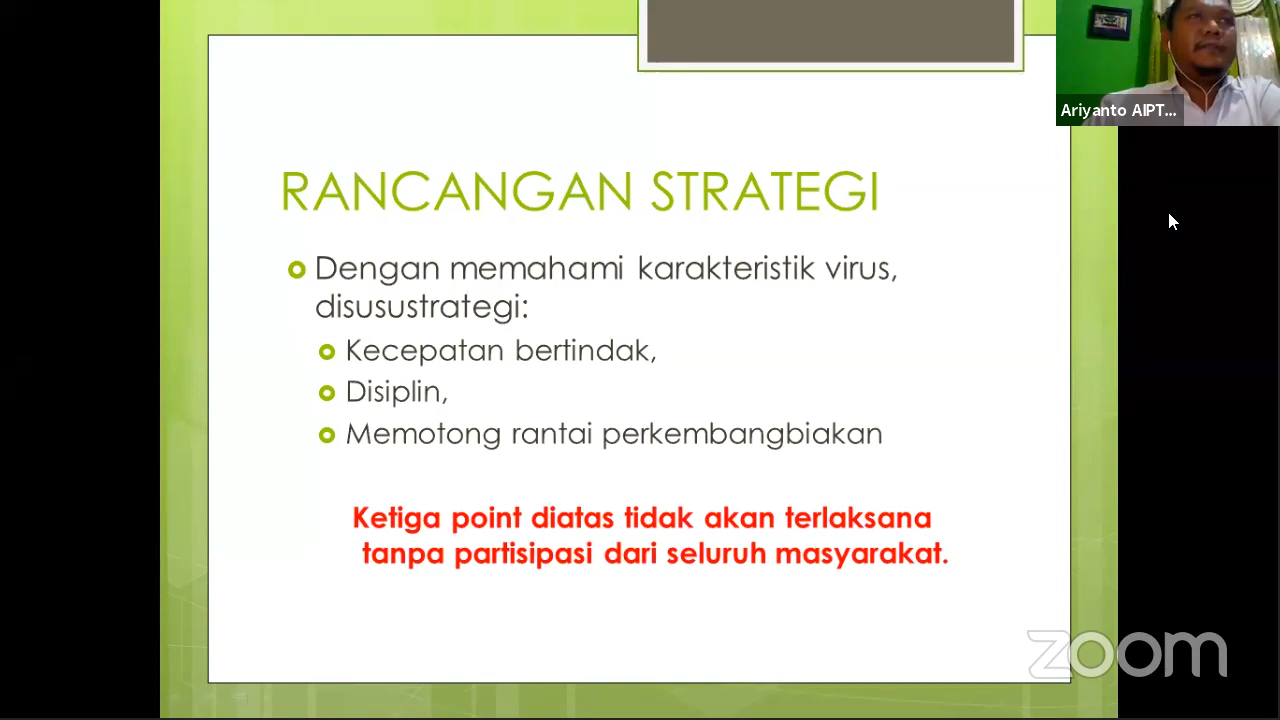 Ariyanto AIPT...
RANCANGAN STRATEGI
Dengan memahami karakteristik virus,
disusustrategi:
Kecepatan bertindak,
Disiplin,
Memotong rantai perkembangbiakan
Ketiga point diatas tidak akan terlaksana
tanpa partisipasi dari seluruh masyarakat.
zoom